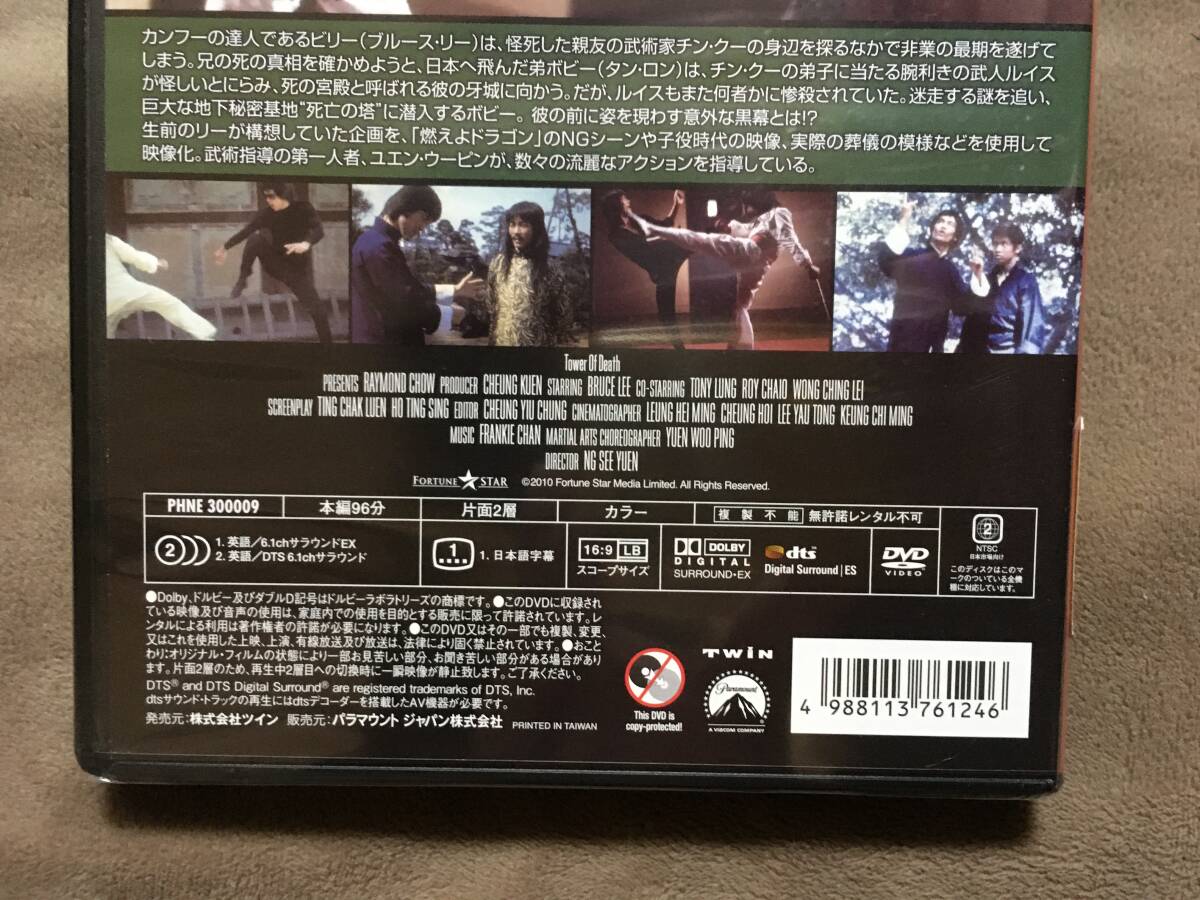 カンフーの達人であるビリー（ブルース・リー）は、怪死した親友の武術家チン・クーの身辺を探るなかで非業の最期を遂げて
しまう。兄の死の真相を確かめようと、日本へ飛んだ弟ボビー（タン・ロン）は、チン・クーの弟子に当たる腕利きの武人ルイス
が怪しいとにらみ、死の宮殿と呼ばれる彼の牙城に向かう。だが、ルイスもまた何者かに惨殺されていた。迷走する謎を追い、
巨大な地下秘密基地“死亡の塔”に潜入するボビー。 彼の前に姿を現わす意外な黒幕とは!?
生前のリーが構想していた企画を、「燃えよドラゴン」のNGシーンや子役時代の映像、実際の葬儀の模様などを使用して
映像化。武術指導の第一人者、ユエン・ウーピンが、数々の流麗なアクションを指導している。
Tower Of Death
PRESENTS RAYMOND CHOW PRODUCER CHEUNG KUEN STARRING BRUCE LEE CO-STARRING TONY LUNG ROY CHAIO WONG CHING LEI
SCREENPLAY TING CHAK LUEN HO TING SING EDITOR CHEUNG YIU CHUNG CINEMATOGRAPHER LEUNG HEI MING CHEUNG HOI LEE YAU TONG KEUNG CHI MING
MUSIC FRANKIE CHAN MARTIAL ARTS CHOREOGRAPHER YUEN WOO PING
DIRECTOR NG SEE YUEN
FORTUNE STAR ©2010 Fortune Star Media Limited. All Rights Reserved.
PHNE 300009 本編96分 片面2層 カラー 複製不能 無許諾レンタル不可
2 1. 英語/6.1chサラウンドEX
2. 英語/DTS 6.1chサラウンド
1 1. 日本語字幕
16:9 LB
スコープサイズ
DOLBY
DIGITAL
SURROUND・EX
dts
Digital Surround|ES
DVD
VIDEO
2
NTSC
日本市場向け
このディスクはこのマ
ークのついている全機
種に対応しています。
●Dolby、ドルビー及びダブルD記号はドルビーラボラトリーズの商標です。●このDVDに収録され
ている映像及び音声の使用は、家庭内での使用を目的とする販売に限って許諾されています。レ
ンタルによる利用は著作権者の許諾が必要になります。●このDVD又はその一部でも複製、変更、
又はこれを使用した上映、上演、有線放送及び放送は、法律により固く禁止されています。●おこと
わり:オリジナル・フィルムの状態により一部お見苦しい部分、お聞き苦しい部分がある場合があり
ます。片面2層のため、再生中2層目への切換時に一瞬映像が静止致します。ご了承ください。
DTS® and DTS Digital Surround® are registered trademarks of DTS, Inc.
dtsサウンド・トラックの再生にはdtsデコーダーを搭載したAV機器が必要です。
発売元: 株式会社ツイン 販売元: パラマウント ジャパン株式会社 PRINTED IN TAIWAN
This DVD is
copy-protected!
TWIN
Paramount
A VIACOM COMPANY
4 988113 761246